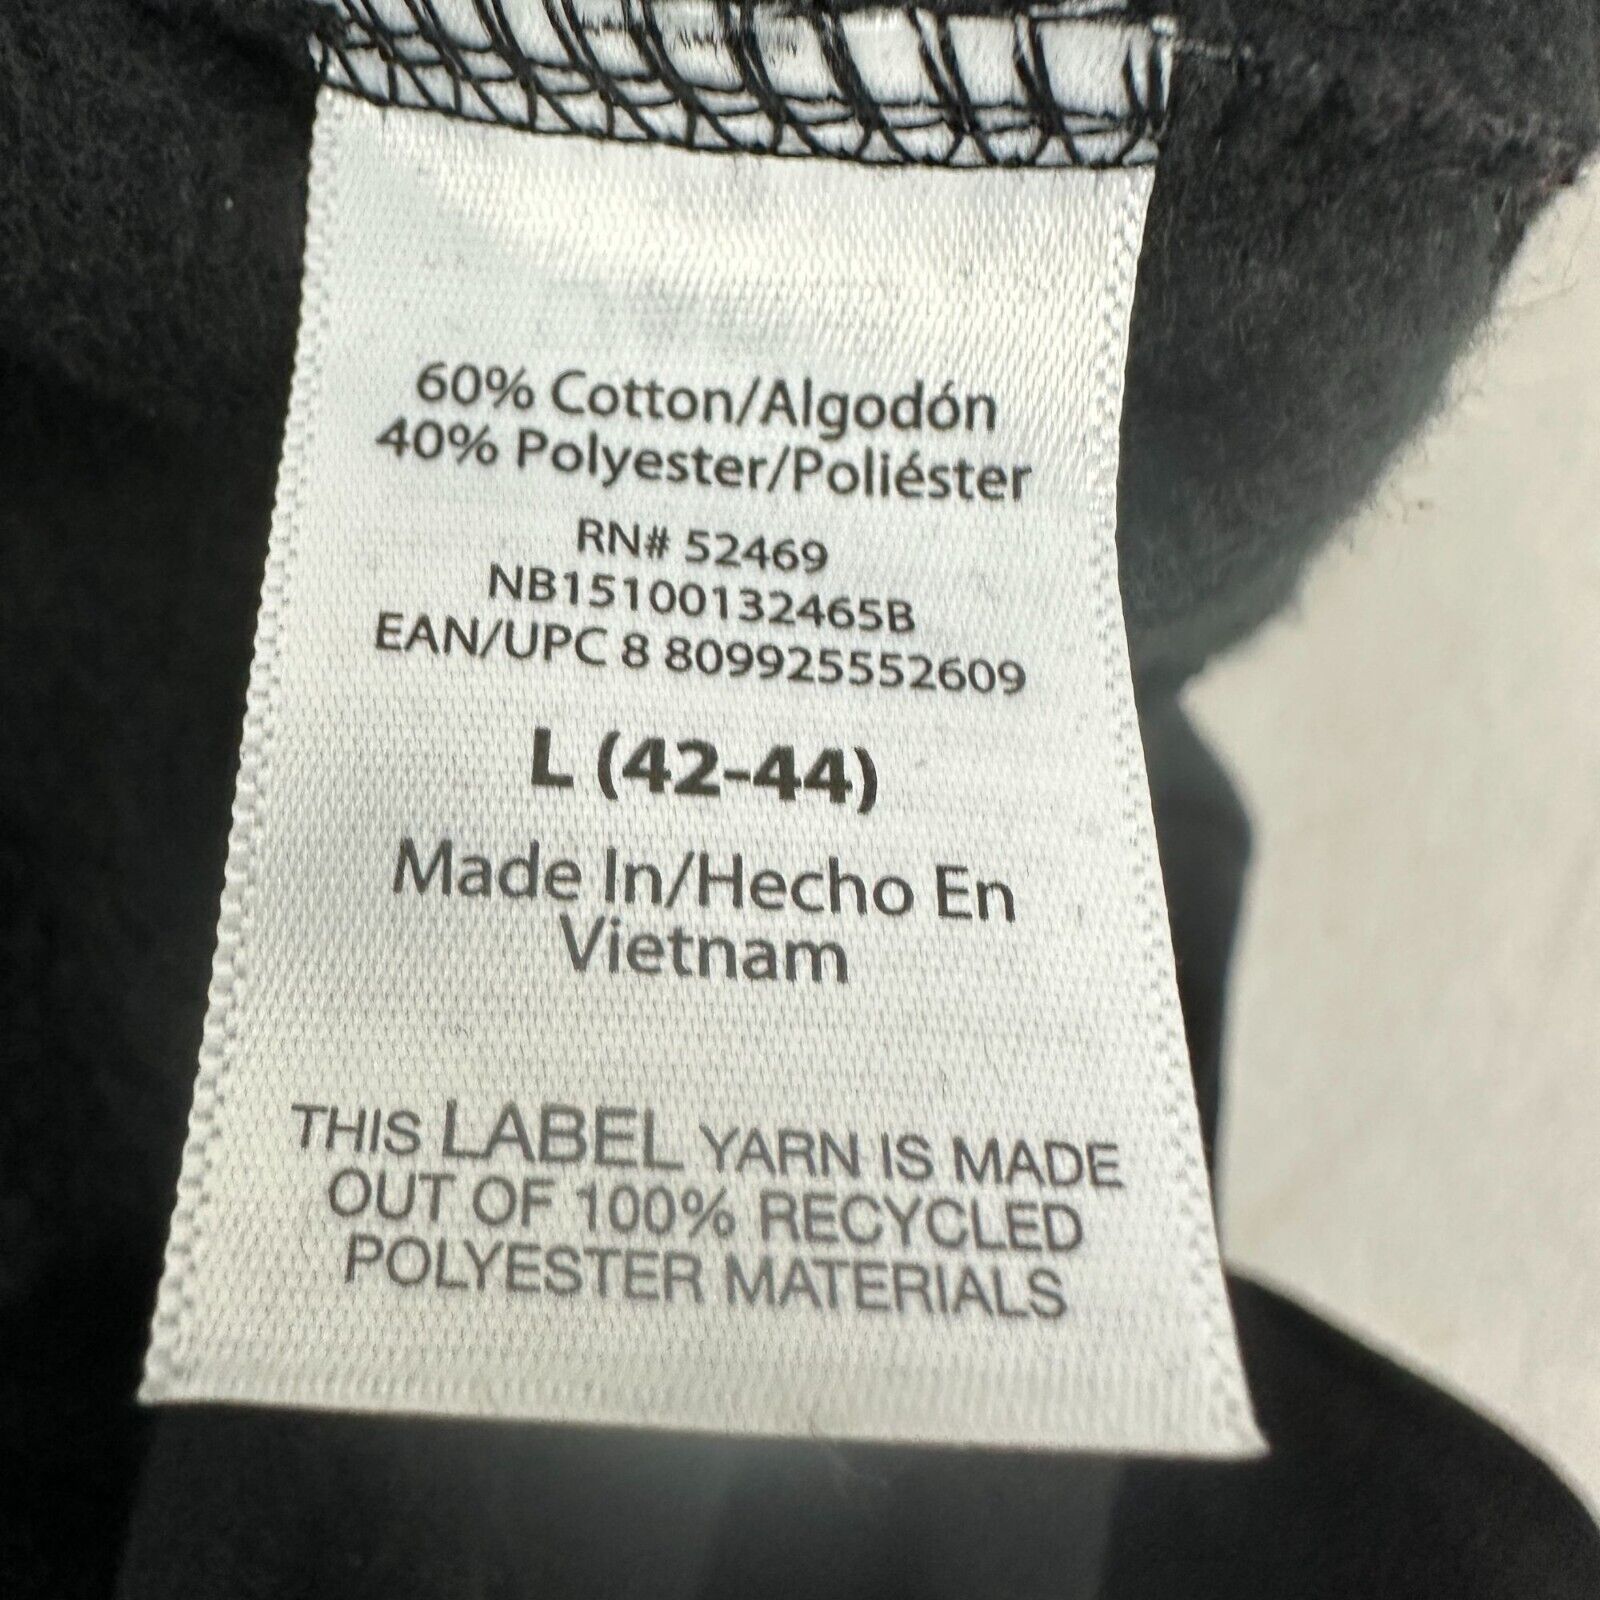 60% Cotton/Algodón
40% Polyester/Poliéster
RN# 52469
NB15100132465B
EAN/UPC 8 809925552609
L (42-44)
Made In/Hecho En
Vietnam
THIS LABEL YARN IS MADE
OUT OF 100% RECYCLED
POLYESTER MATERIALS